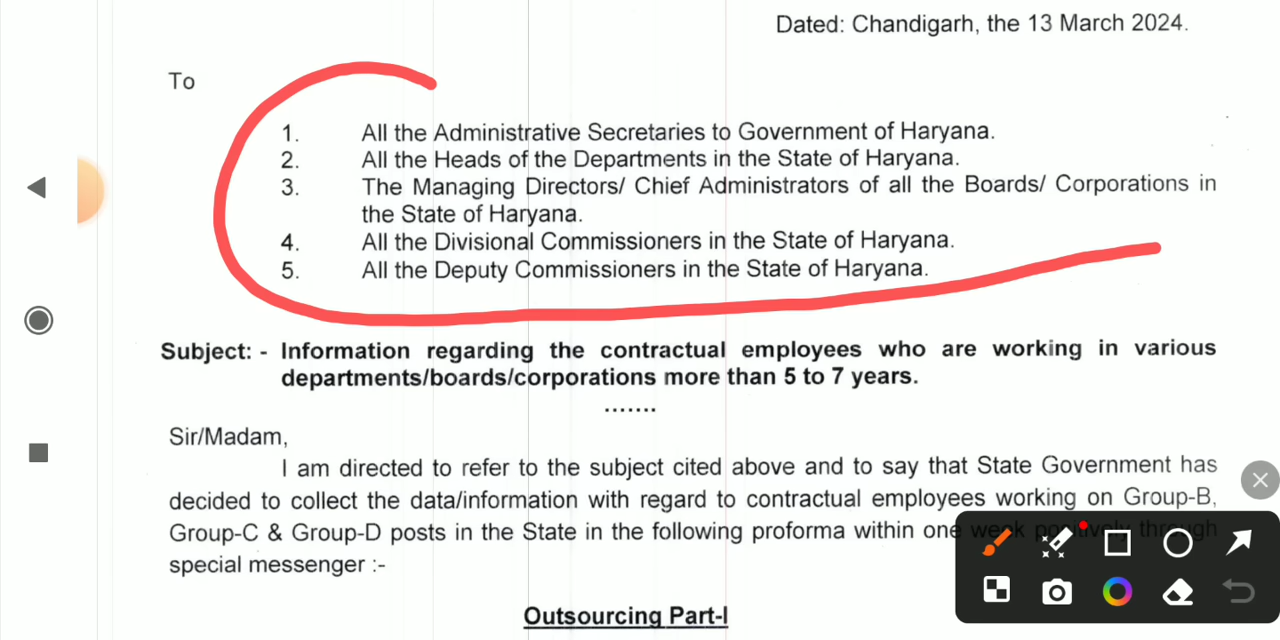 Dated: Chandigarh, the 13 March 2024.
To
1. All the Administrative Secretaries to Government of Haryana.
2. All the Heads of the Departments in the State of Haryana.
3. The Managing Directors/ Chief Administrators of all the Boards/ Corporations in
the State of Haryana.
4. All the Divisional Commissioners in the State of Haryana.
5. All the Deputy Commissioners in the State of Haryana.
Subject: - Information regarding the contractual employees who are working in various
departments/boards/corporations more than 5 to 7 years.
.......
Sir/Madam,
I am directed to refer to the subject cited above and to say that State Government has
decided to collect the data/information with regard to contractual employees working on Group-B,
Group-C & Group-D posts in the State in the following proforma within one week positively through
special messenger :-
Outsourcing Part-I